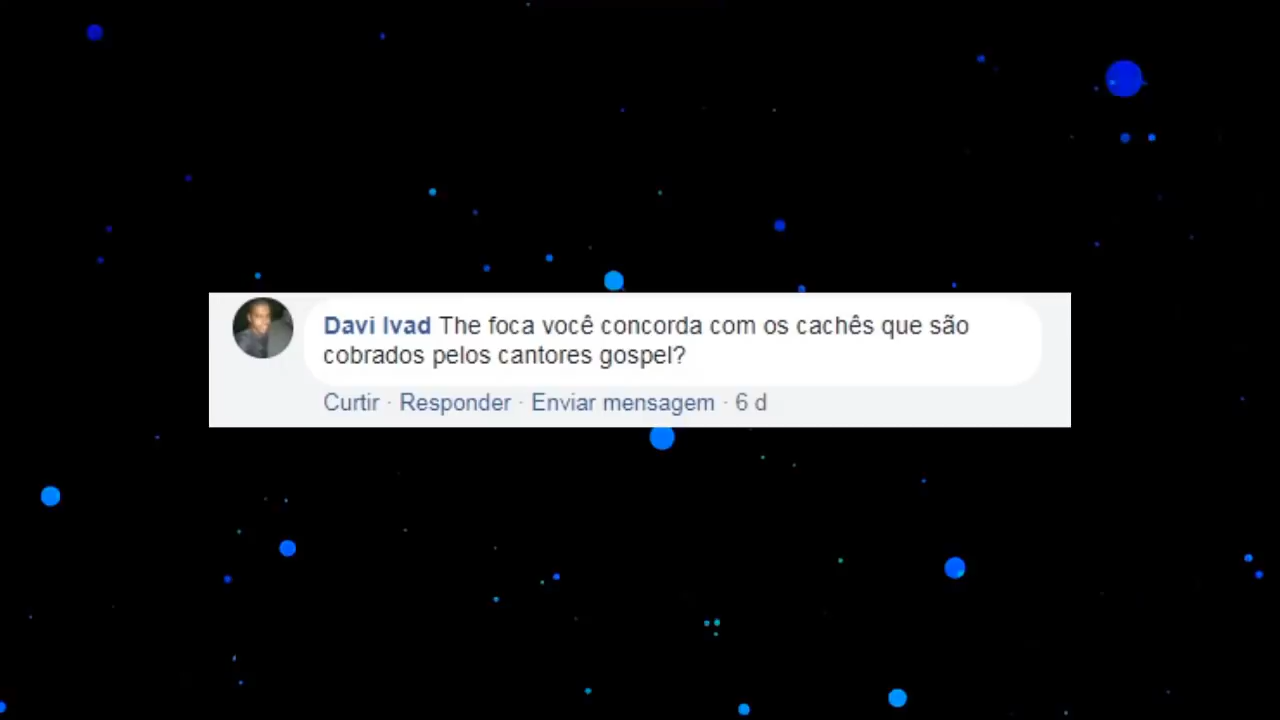 Davi Ivad The foca você concorda com os cachês que são
cobrados pelos cantores gospel?
Curtir · Responder · Enviar mensagem · 6 d